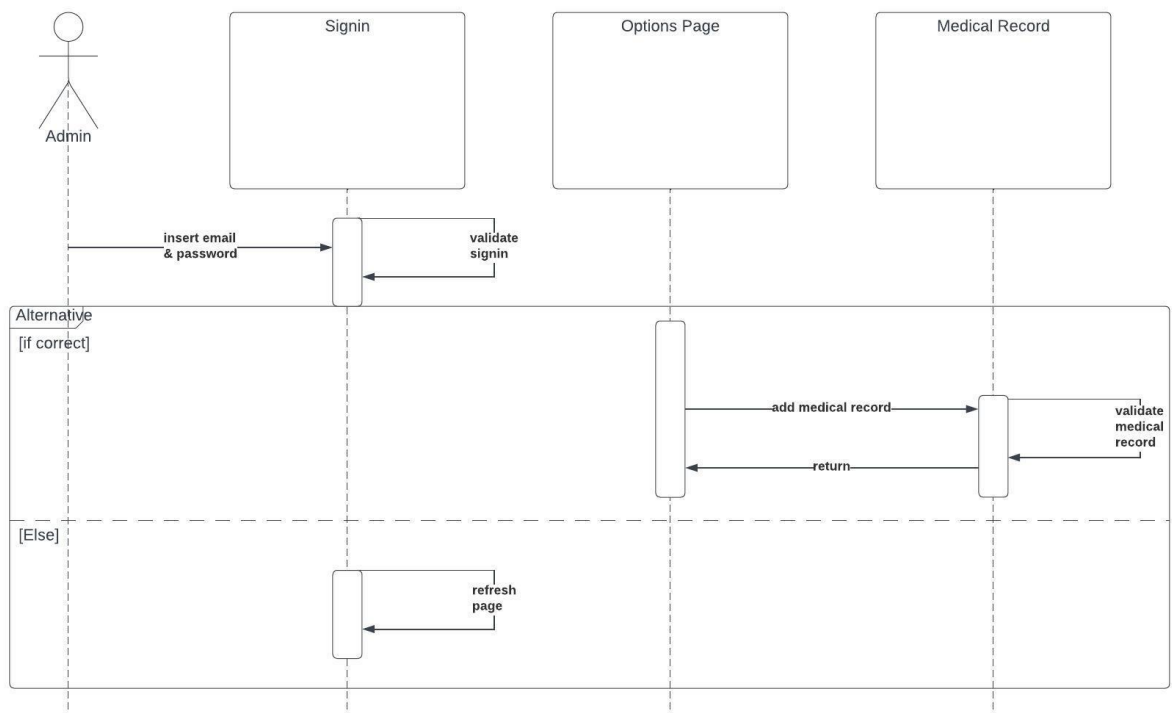 Signin
Options Page
Medical Record
Admin
insert email
& password
validate
signin
Alternative
[if correct]
add medical record
validate
medical
record
return
[Else]
refresh
page